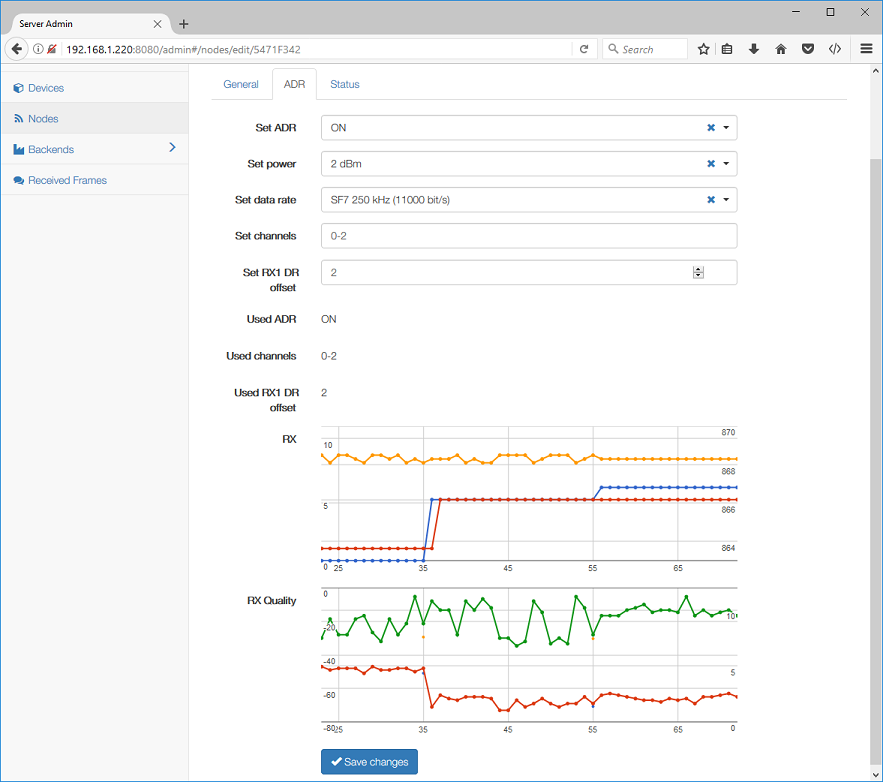 Server Admin
192.168.1.220:8080/admin#/nodes/edit/5471F342
Search
Devices
Nodes
Backends
Received Frames
General ADR Status
Set ADR ON
Set power 2 dBm
Set data rate SF7 250 kHz (11000 bit/s)
Set channels 0-2
Set RX1 DR 2
offset
Used ADR ON
Used channels 0-2
Used RX1 DR 2
offset
RX
870
10
868
5
866
864
0 25 35 45 55 65
RX Quality
0
10
-20
-40
5
-60
-80 25 35 45 55 65 0
Save changes